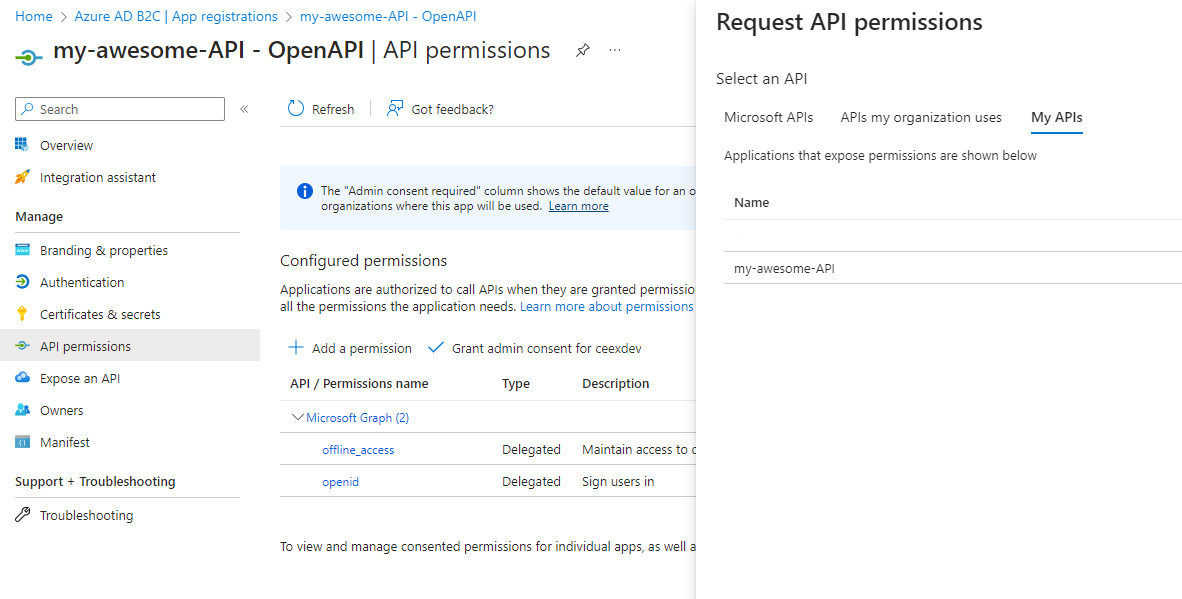 Home > Azure AD B2C | App registrations > my-awesome-API - OpenAPI
my-awesome-API - OpenAPI | API permissions
Search
Overview
Integration assistant
Manage
Branding & properties
Authentication
Certificates & secrets
API permissions
Expose an API
Owners
Manifest
Support + Troubleshooting
Troubleshooting
Refresh
Got feedback?
The "Admin consent required" column shows the default value for an o
organizations where this app will be used. Learn more
Configured permissions
Applications are authorized to call APIs when they are granted permissio
all the permissions the application needs. Learn more about permissions
Add a permission
Grant admin consent for ceexdev
API / Permissions name Type Description
Microsoft Graph (2)
offline_access Delegated Maintain access to
openid Delegated Sign users in
To view and manage consented permissions for individual apps, as well a
Request API permissions
Select an API
Microsoft APIs APIs my organization uses My APIs
Applications that expose permissions are shown below
Name
my-awesome-API